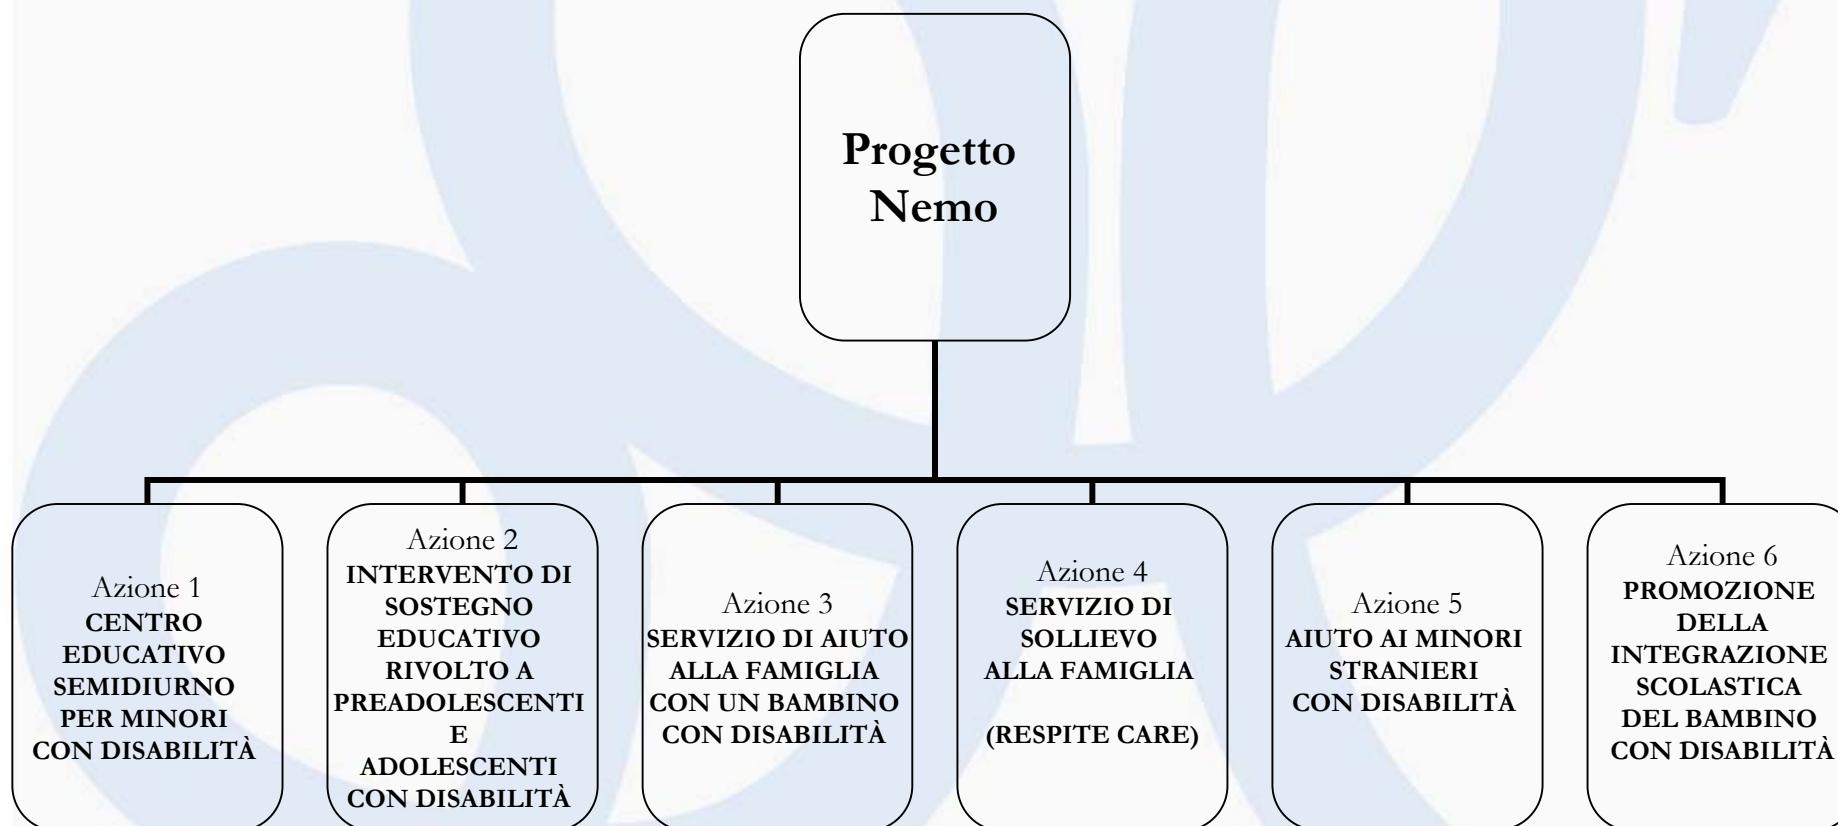 Progetto
Nemo
Azione 1
CENTRO
EDUCATIVO
SEMIDIURNO
PER MINORI
CON DISABILITÀ
Azione 2
INTERVENTO DI
SOSTEGNO
EDUCATIVO
RIVOLTO A
PREADOLESCENTI
E
ADOLESCENTI
CON DISABILITÀ
Azione 3
SERVIZIO DI AIUTO
ALLA FAMIGLIA
CON UN BAMBINO
CON DISABILITÀ
Azione 4
SERVIZIO DI
SOLLIEVO
ALLA FAMIGLIA
(RESPITE CARE)
Azione 5
AIUTO AI MINORI
STRANIERI
CON DISABILITÀ
Azione 6
PROMOZIONE
DELLA
INTEGRAZIONE
SCOLASTICA
DEL BAMBINO
CON DISABILITÀ